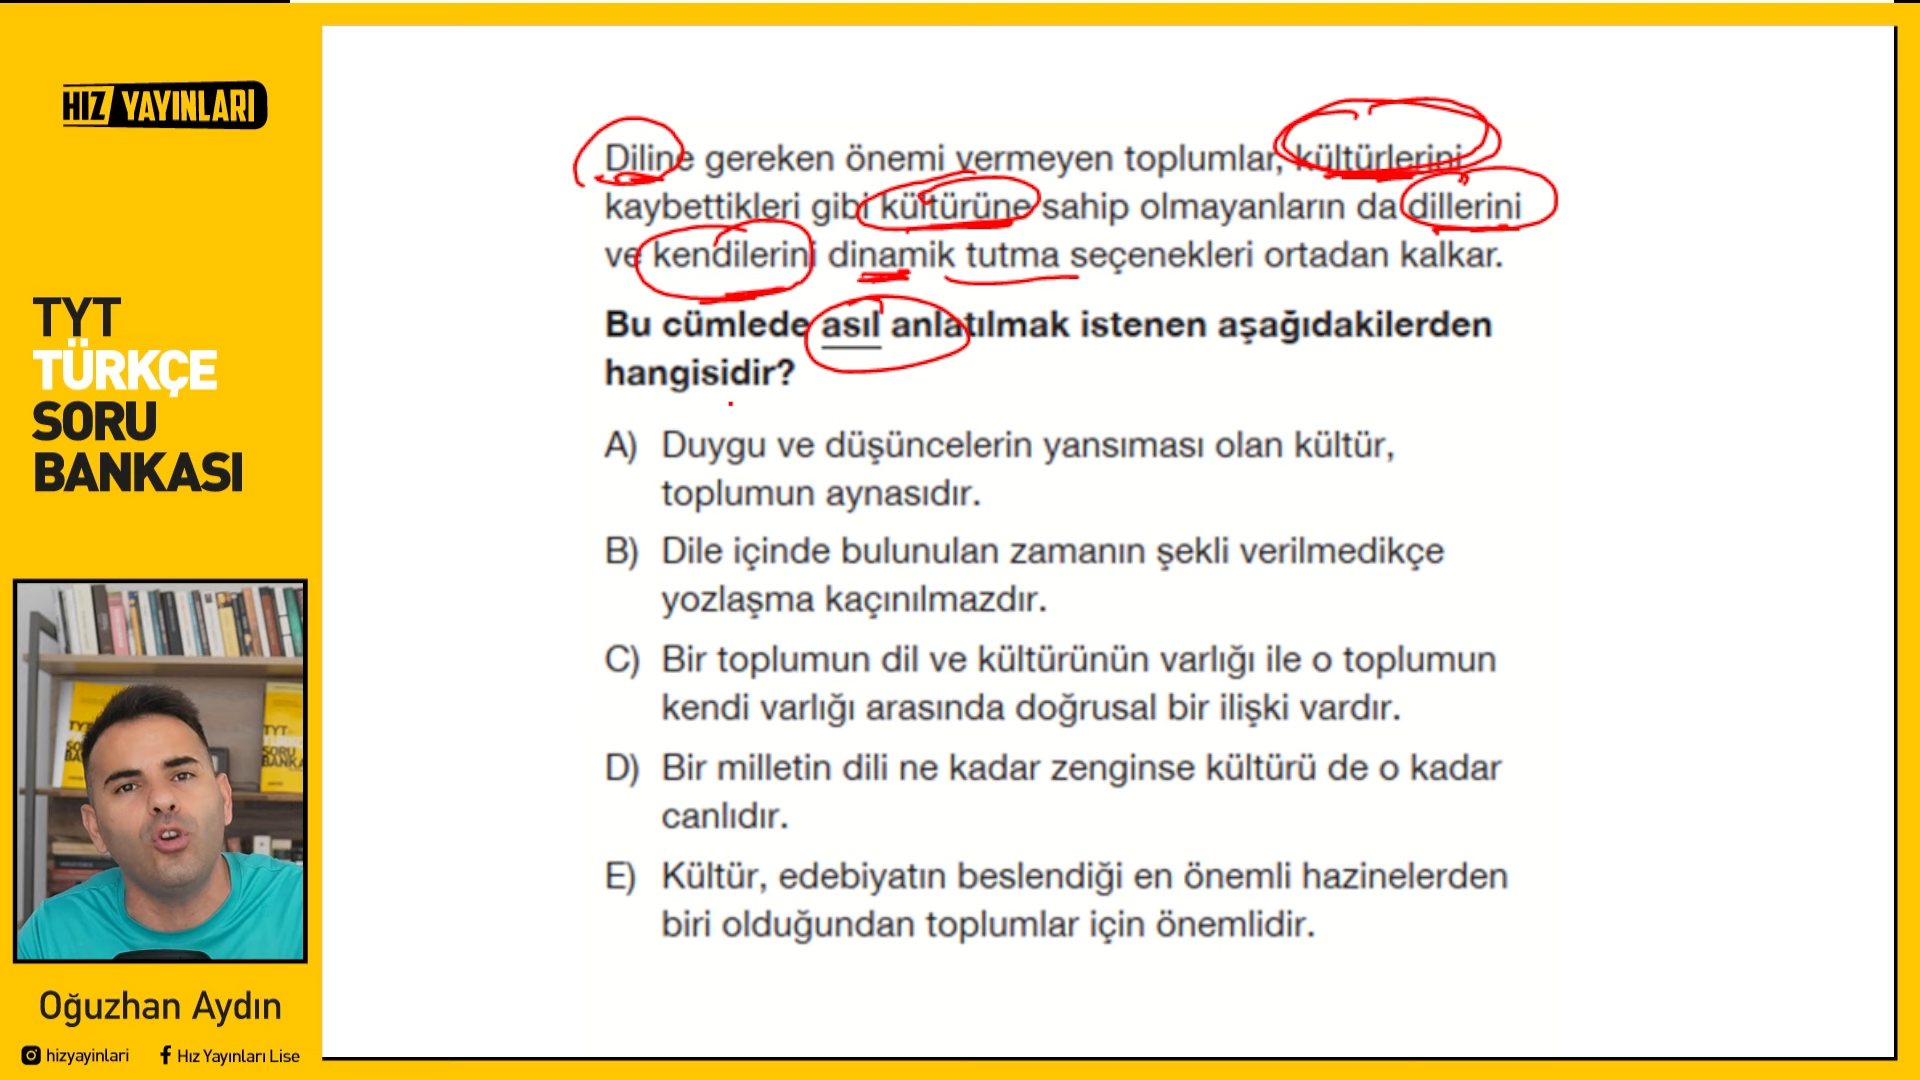 HIZ YAYINLARI
TYT
TÜRKÇE
SORU
BANKASI
Diline gereken önemi vermeyen toplumlar, kültürlerini
kaybettikleri gibi kültürüne sahip olmayanların da dillerini
ve kendilerini dinamik tutma seçenekleri ortadan kalkar.
Bu cümlede asıl anlatılmak istenen aşağıdakilerden
hangisidir?
A) Duygu ve düşüncelerin yansıması olan kültür,
toplumun aynasıdır.
B) Dile içinde bulunulan zamanın şekli verilmedikçe
yozlaşma kaçınılmazdır.
C) Bir toplumun dil ve kültürünün varlığı ile o toplumun
kendi varlığı arasında doğrusal bir ilişki vardır.
D) Bir milletin dili ne kadar zenginse kültürü de o kadar
canlıdır.
E) Kültür, edebiyatın beslendiği en önemli hazinelerden
biri olduğundan toplumlar için önemlidir.
TYT
SORU
BANKA
Oğuzhan Aydın
hizyayinlari
Hız Yayınları Lise